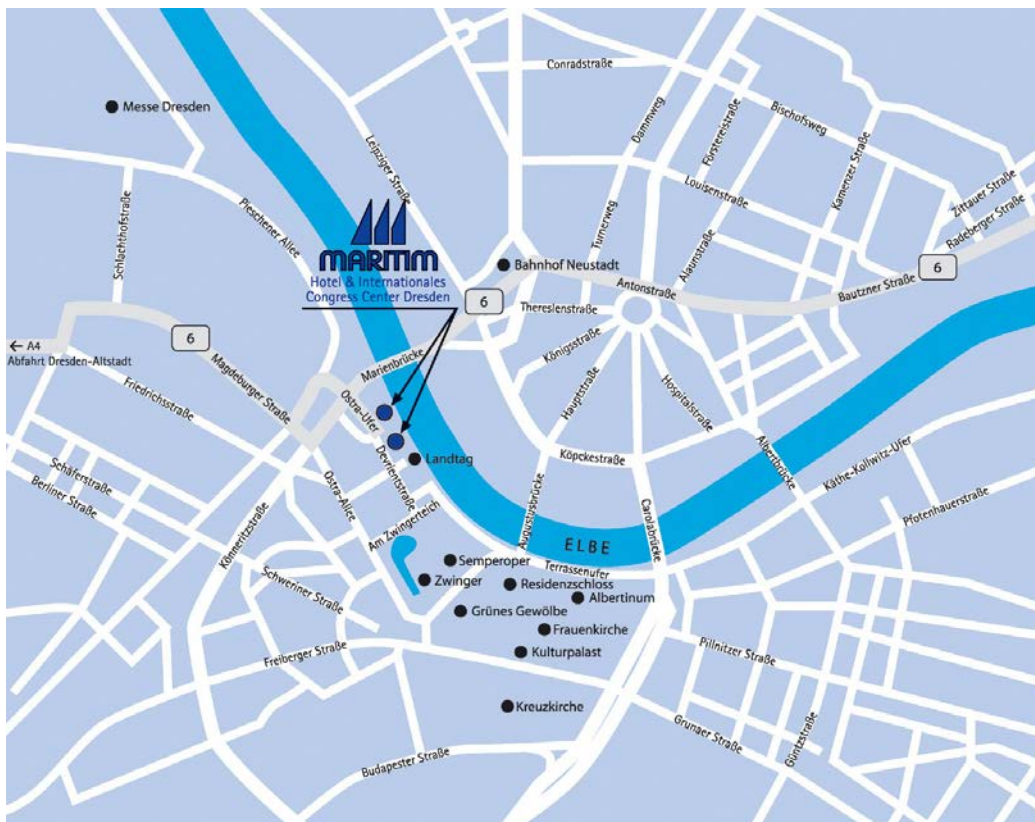 Conradstraße
Messe Dresden
Dammweg
Förstereistraße
Bischofsweg
Leipziger Straße
Louisenstraße
Kamenzer Straße
Zittauer Straße
Radeberger Straße
Schlachthofstraße
Pieschener Allee
Turnerweg
Alaunstraße
MARITIM
Hotel & Internationales
Congress Center Dresden
Bahnhof Neustadt
Antonstraße
Bautzner Straße
6
6
Theresienstraße
6
← A4
Abfahrt Dresden-Altstadt
Magdeburger Straße
Marienbrücke
Königsstraße
Friedrichsstraße
Ostra-Ufer
Hauptstraße
Hospitalstraße
Devrientstraße
Landtag
Köpckestraße
Albertbrücke
Käthe-Kollwitz-Ufer
Schäferstraße
Berliner Straße
Ostra-Allee
Pfotenhauerstraße
Könneritzstraße
Am Zwingerteich
Augustusbrücke
Carolabrücke
ELBE
Terrassenufer
Semperoper
Zwinger
Residenzschloss
Albertinum
Schweriner Straße
Grünes Gewölbe
Frauenkirche
Kulturpalast
Pillnitzer Straße
Freiberger Straße
Kreuzkirche
Grunaer Straße
Güntzstraße
Budapester Straße